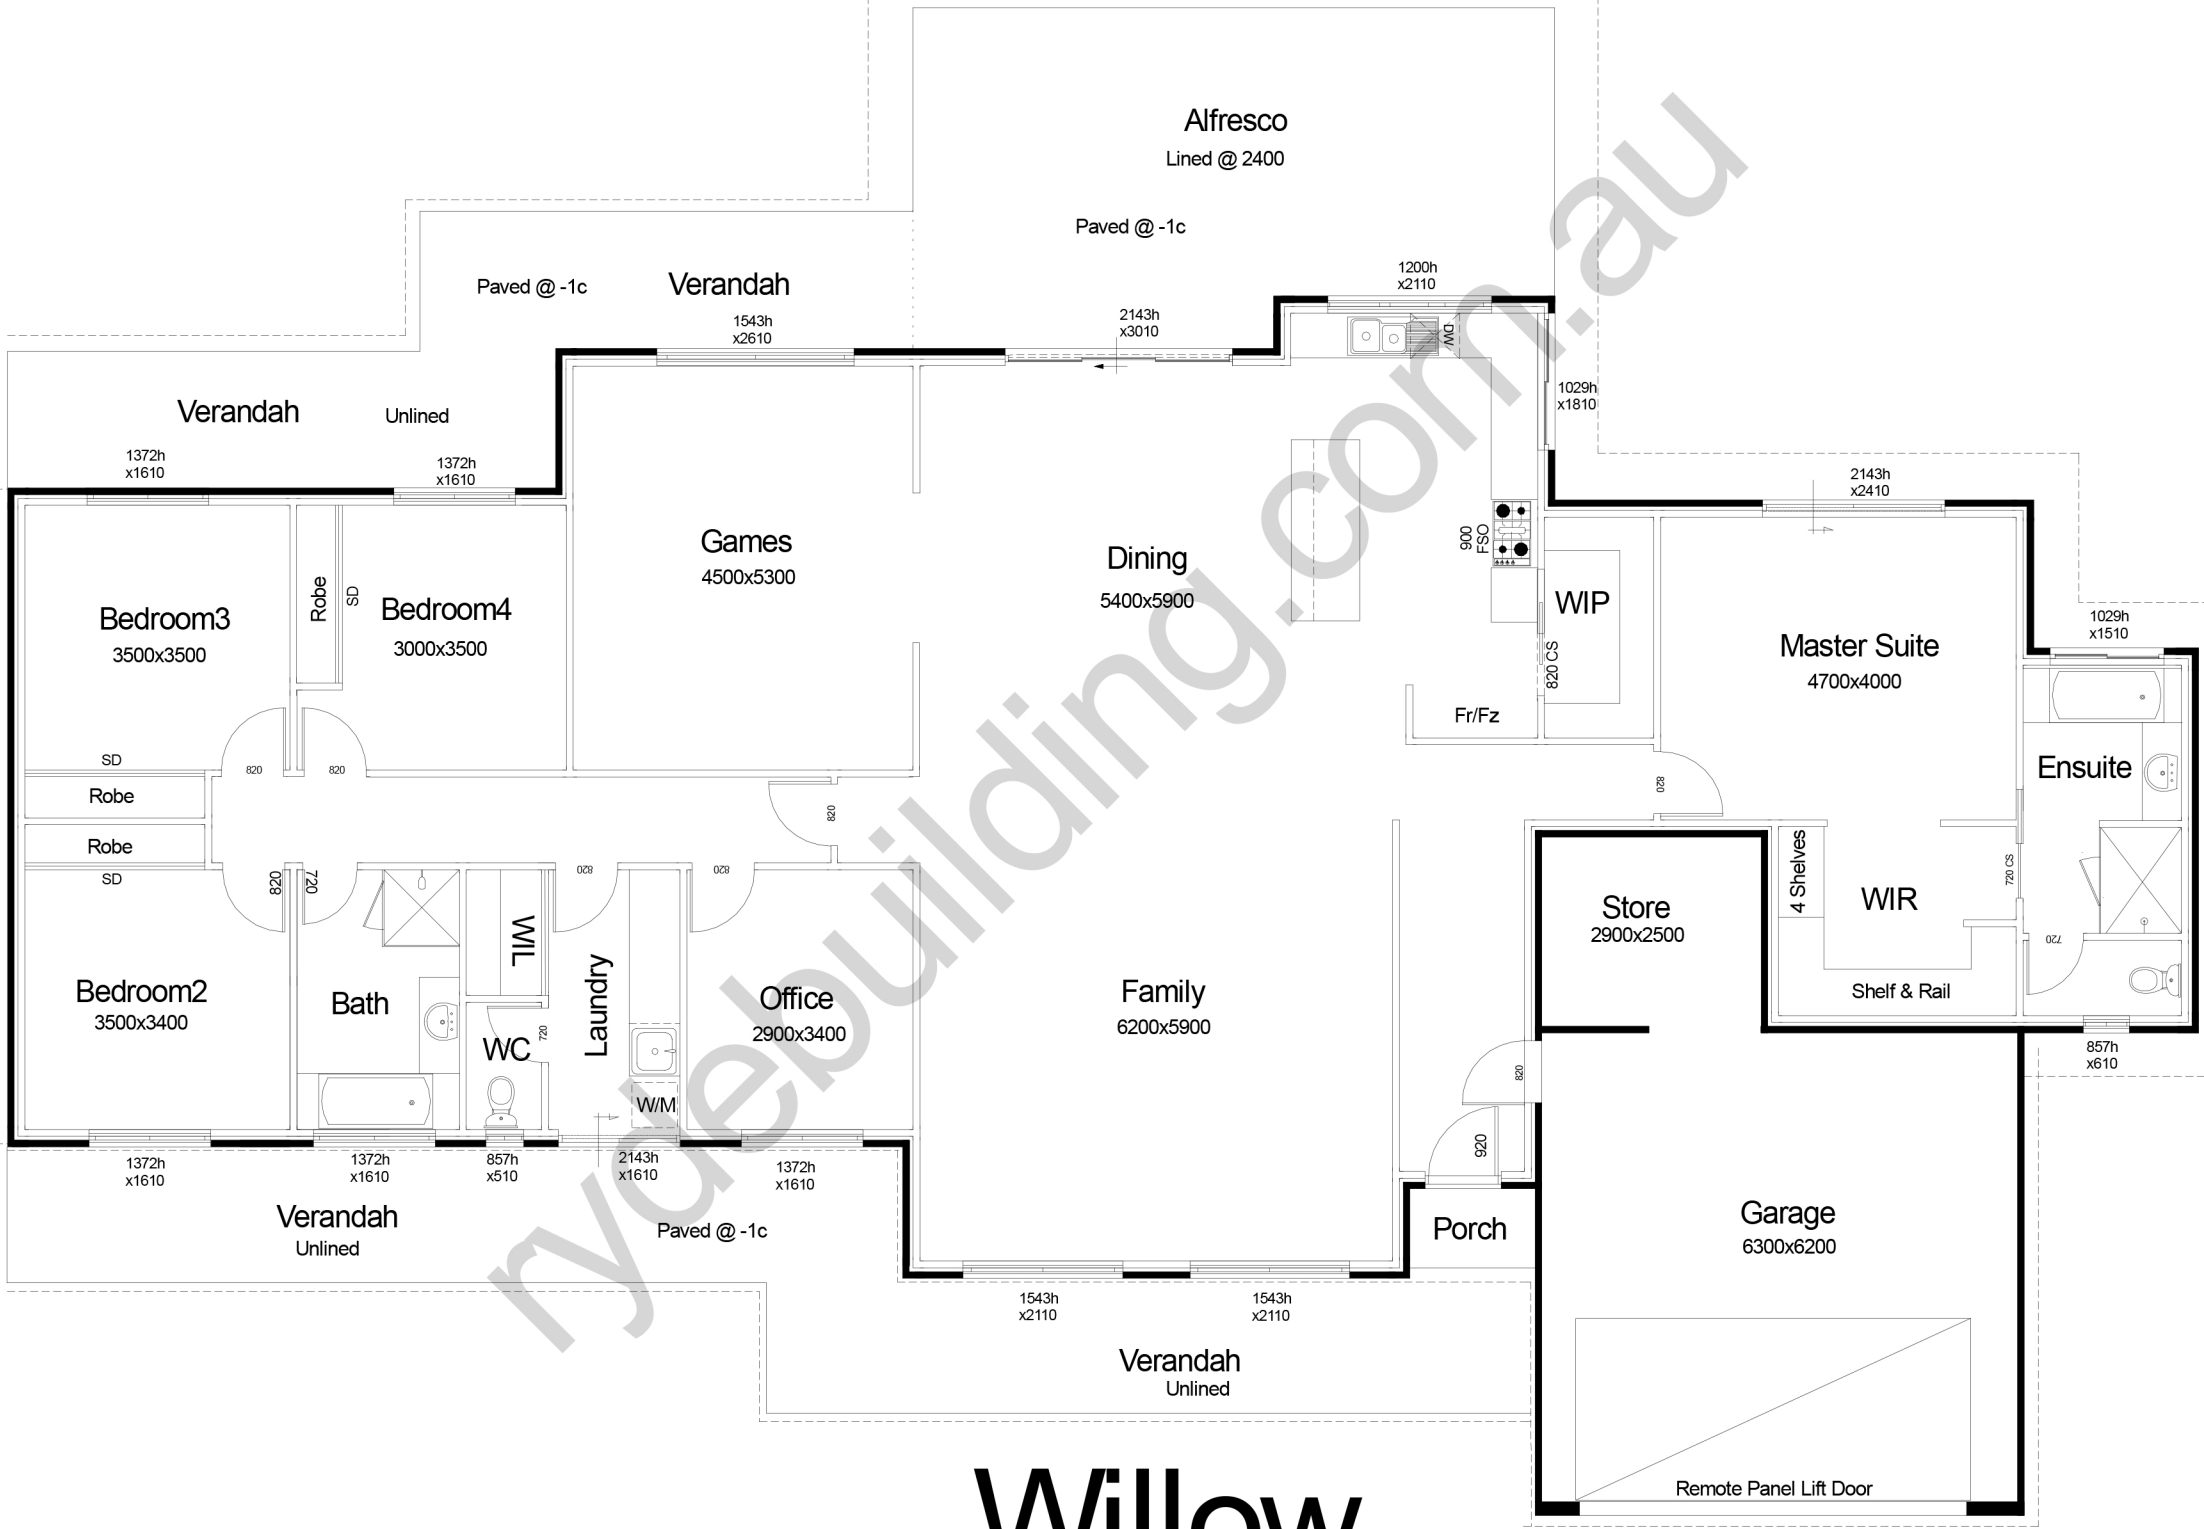 Alfresco
Lined @ 2400
Paved @ -1c
Paved @ -1c
Verandah
1200h
x2110
1543h
x2610
2143h
x3010
DW
1029h
x1810
Verandah
Unlined
1372h
x1610
1372h
x1610
2143h
x2410
Games
4500x5300
Dining
5400x5900
900
FSO
WIP
820 CS
Fr/Fz
Robe
SD
Bedroom3
3500x3500
Bedroom4
3000x3500
Master Suite
4700x4000
1029h
x1510
Ensuite
SD
820
820
820
820
Robe
Robe
SD
820
720
820
820
4 Shelves
WIR
720 CS
720
Shelf & Rail
Store
2900x2500
WIL
Laundry
Bedroom2
3500x3400
Bath
WC
720
Office
2900x3400
W/M
Family
6200x5900
820
920
857h
x610
1372h
x1610
1372h
x1610
857h
x510
2143h
x1610
1372h
x1610
Verandah
Unlined
Paved @ -1c
Porch
Garage
6300x6200
1543h
x2110
1543h
x2110
Verandah
Unlined
Remote Panel Lift Door
Willow
rydebuilding.com.au